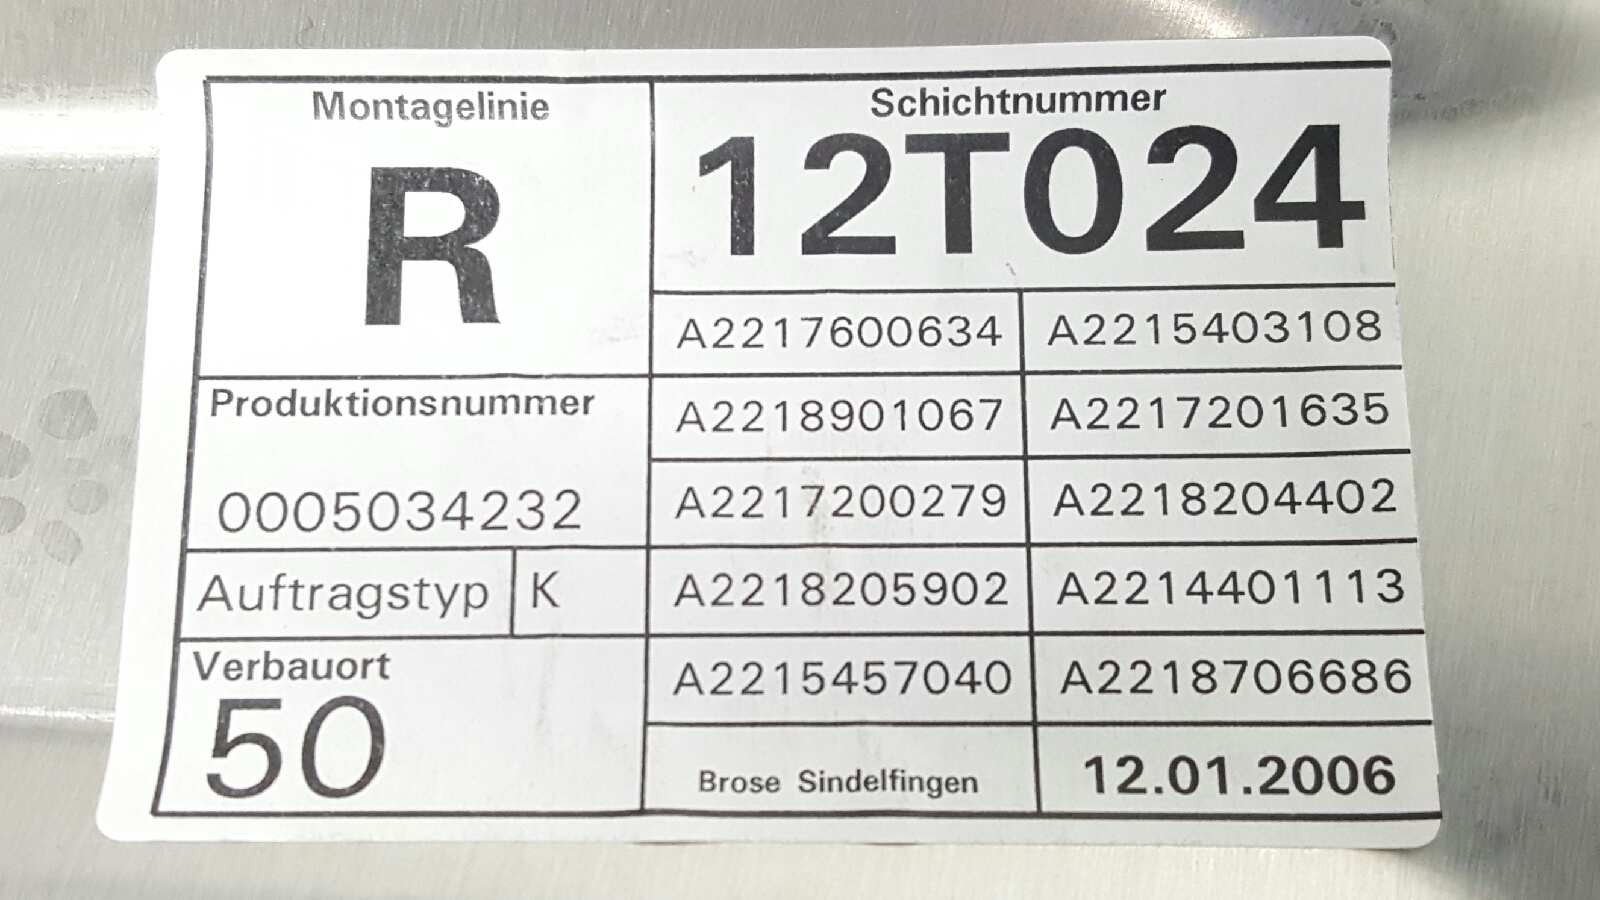 Montagelinie
R
Schichtnummer
12T024
Produktionsnummer
0005034232
Auftragstyp K
Verbauort
50
A2217600634 A2215403108
A2218901067 A2217201635
A2217200279 A2218204402
A2218205902 A2214401113
A2215457040 A2218706686
Brose Sindelfingen 12.01.2006